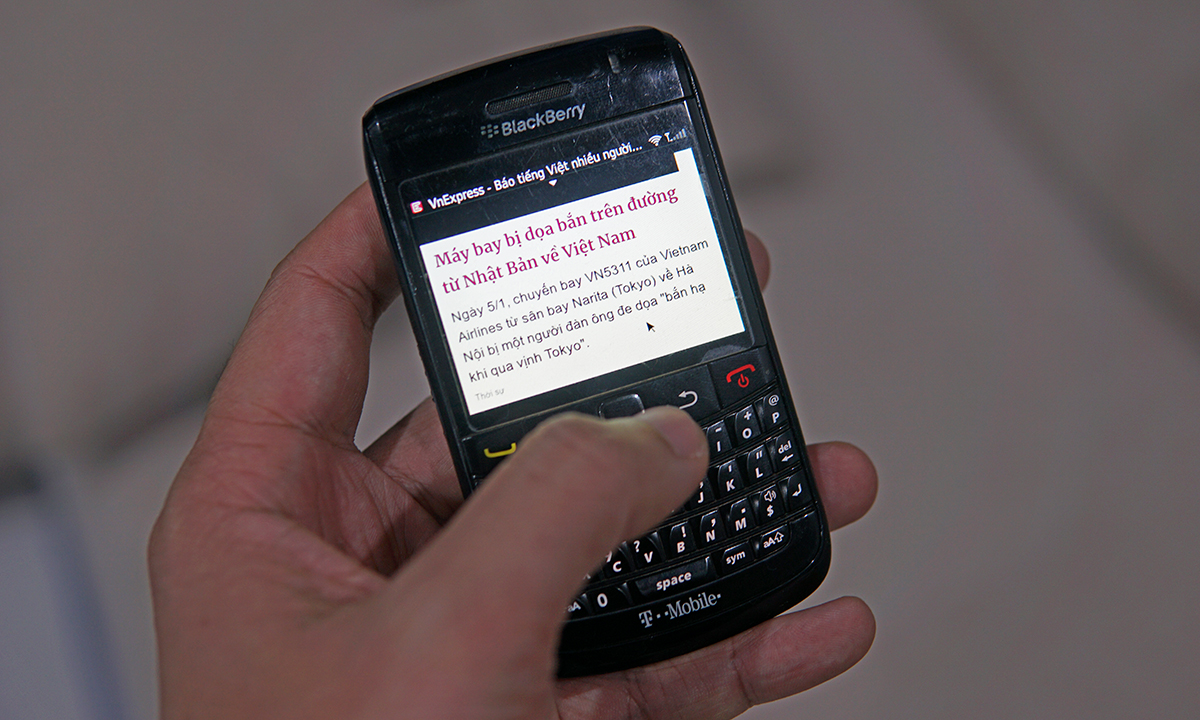 BlackBerry
VnExpress - Báo tiếng Việt nhiều người...
Máy bay bị dọa bắn trên đường
từ Nhật Bản về Việt Nam
Ngày 5/1, chuyến bay VN5311 của Vietnam
Airlines từ sân bay Narita (Tokyo) về Hà
Nội bị một người đàn ông đe dọa "bắn hạ
khi qua vịnh Tokyo".
Thời sự
@
+ P
- I O
" del
' K L
J
$
? ! , . M
C V B N
aA
sym
space
0
T··Mobile·